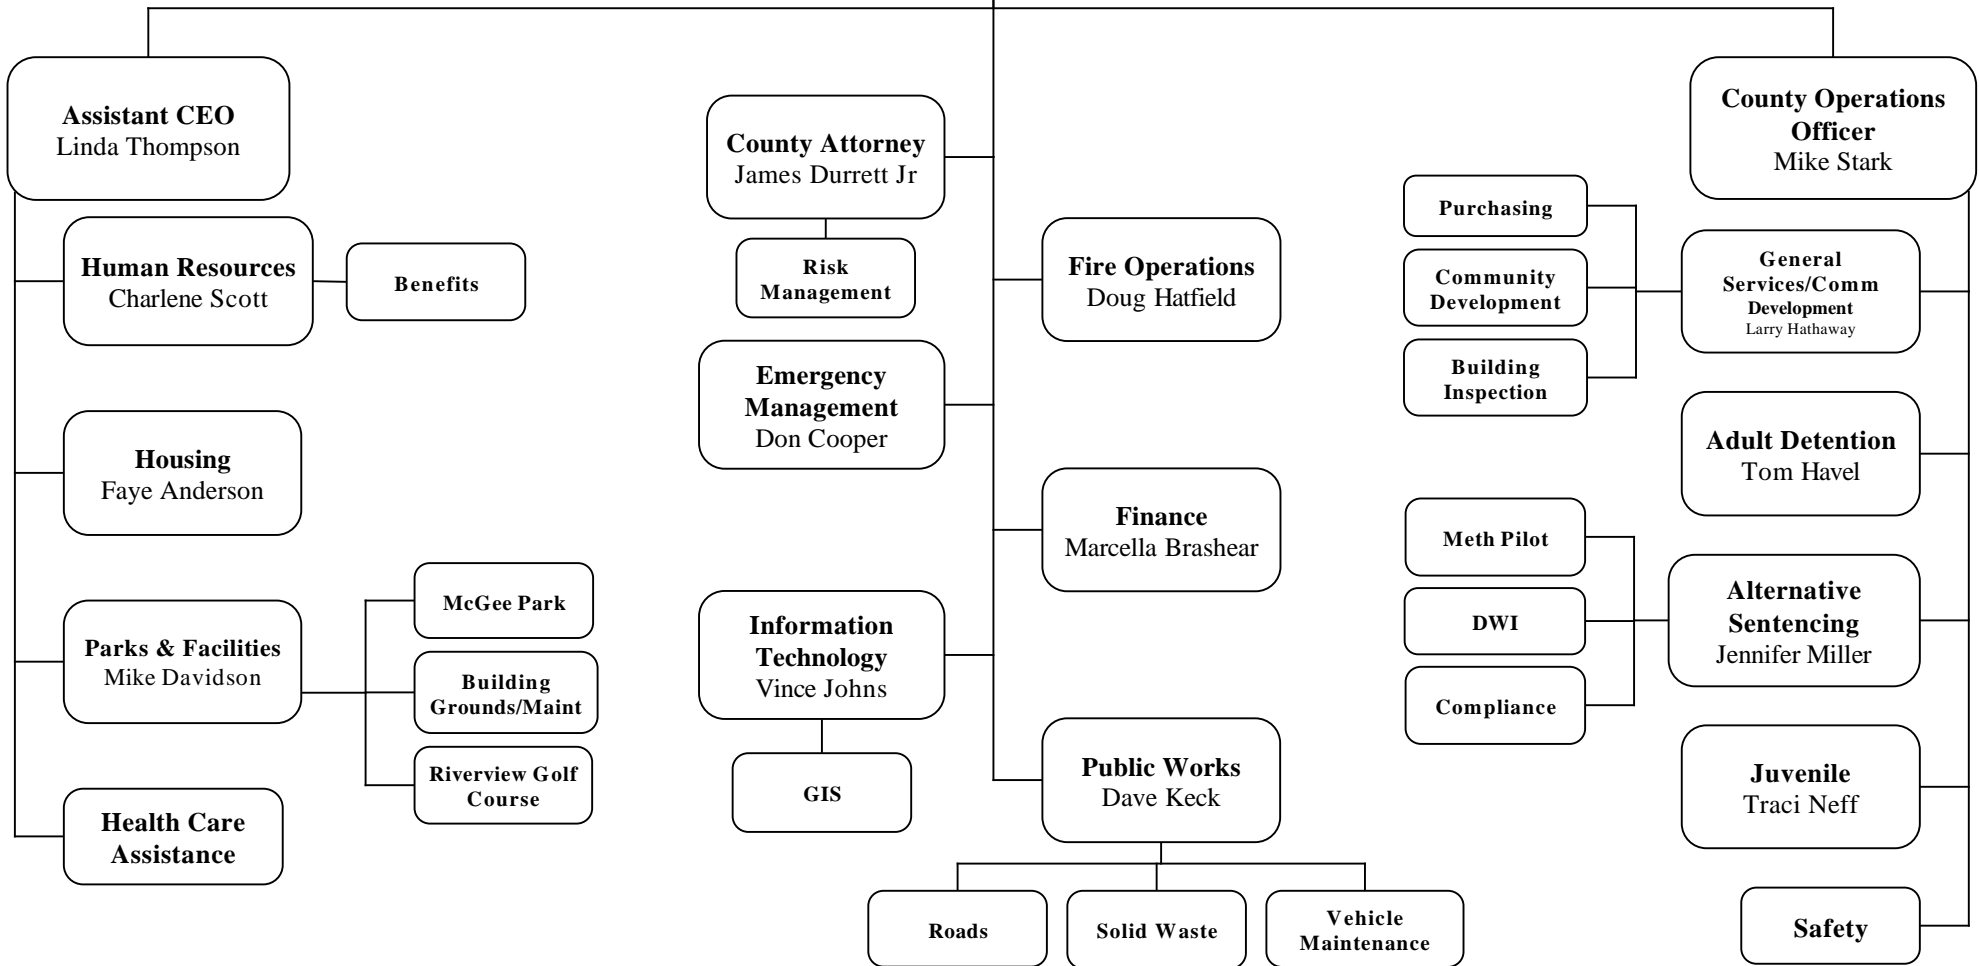 Assistant CEO
Linda Thompson
Human Resources
Charlene Scott
Benefits
Housing
Faye Anderson
Parks & Facilities
Mike Davidson
McGee Park
Building
Grounds/Maint
Riverview Golf
Course
Health Care
Assistance
County Attorney
James Durrett Jr
Risk
Management
Fire Operations
Doug Hatfield
Emergency
Management
Don Cooper
Finance
Marcella Brashear
Information
Technology
Vince Johns
GIS
Public Works
Dave Keck
Roads
Solid Waste
Vehicle
Maintenance
County Operations
Officer
Mike Stark
General
Services/Comm
Development
Larry Hathaway
Purchasing
Community
Development
Building
Inspection
Adult Detention
Tom Havel
Alternative
Sentencing
Jennifer Miller
Meth Pilot
DWI
Compliance
Juvenile
Traci Neff
Safety